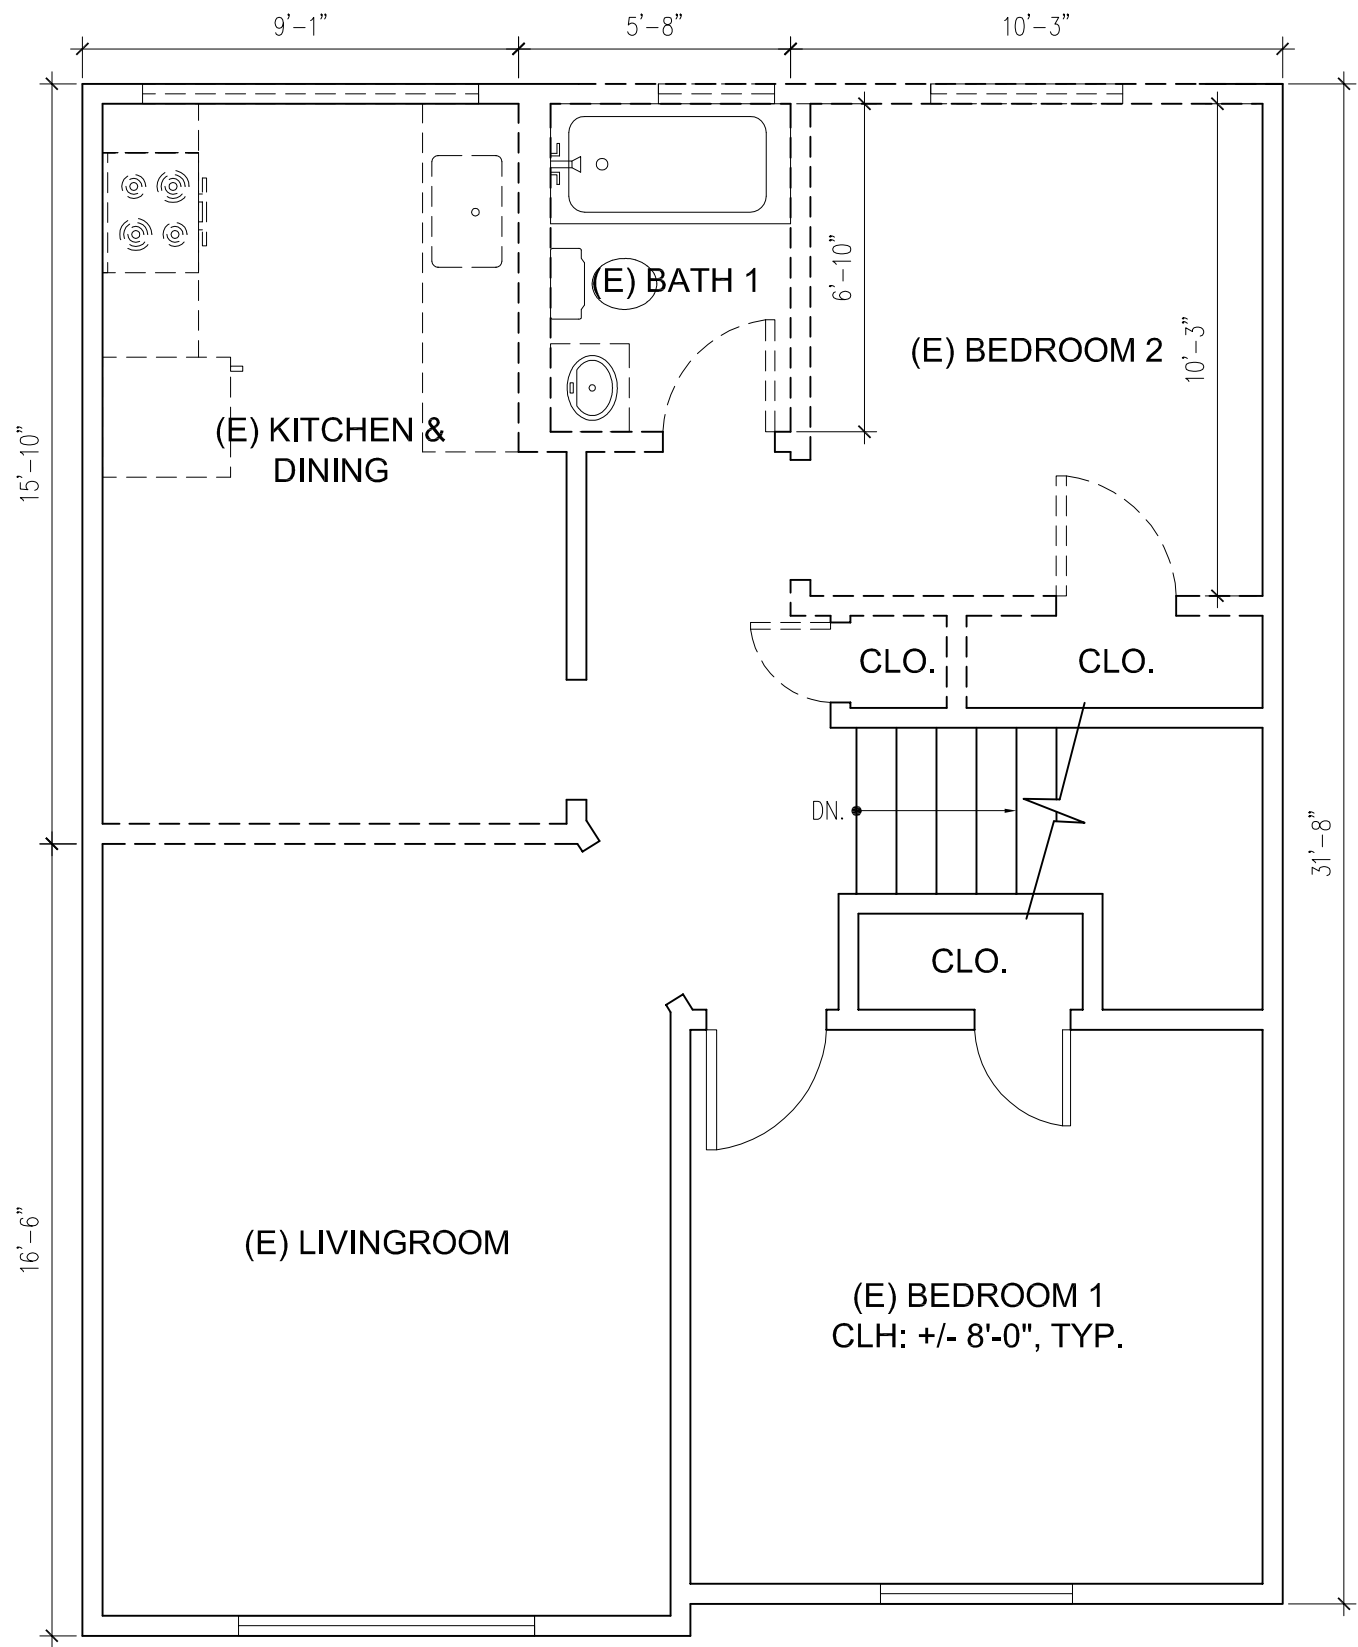 9'-1"
5'-8"
10'-3"
6'-10"
(E) BATH 1
(E) BEDROOM 2
10'-3"
(E) KITCHEN &
DINING
15'-10"
CLO.
CLO.
DN.
31'-8"
CLO.
16'-6"
(E) LIVINGROOM
(E) BEDROOM 1
CLH: +/- 8'-0", TYP.